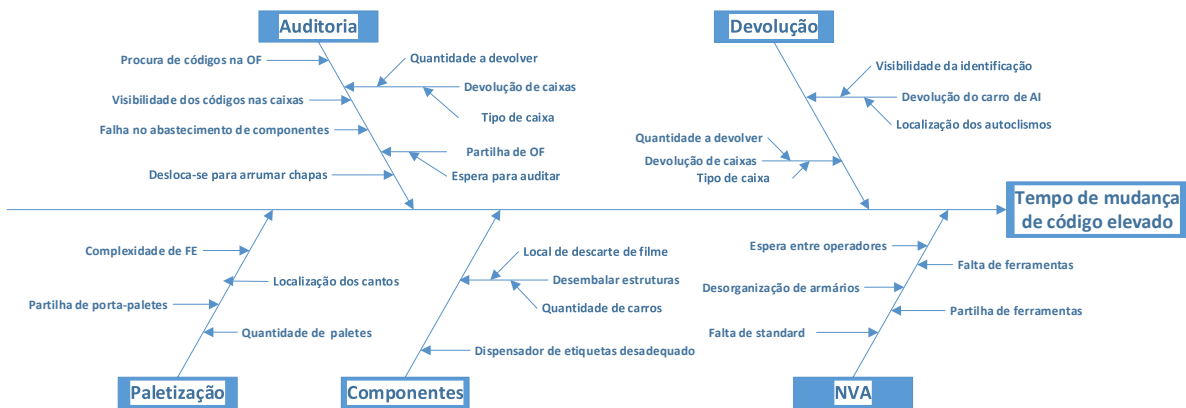 Auditoria
Procura de códigos na OF
Quantidade a devolver
Devolução de caixas
Visibilidade dos códigos nas caixas
Tipo de caixa
Falha no abastecimento de componentes
Partilha de OF
Desloca-se para arrumar chapas
Espera para auditar
Devolução
Visibilidade da identificação
Devolução do carro de AI
Localização dos autoclismos
Quantidade a devolver
Devolução de caixas
Tipo de caixa
Tempo de mudança
de código elevado
Complexidade de FE
Localização dos cantos
Partilha de porta-paletes
Quantidade de paletes
Paletização
Local de descarte de filme
Desembalar estruturas
Quantidade de carros
Dispensador de etiquetas desadequado
Componentes
Espera entre operadores
Falta de ferramentas
Desorganização de armários
Partilha de ferramentas
Falta de standard
NVA